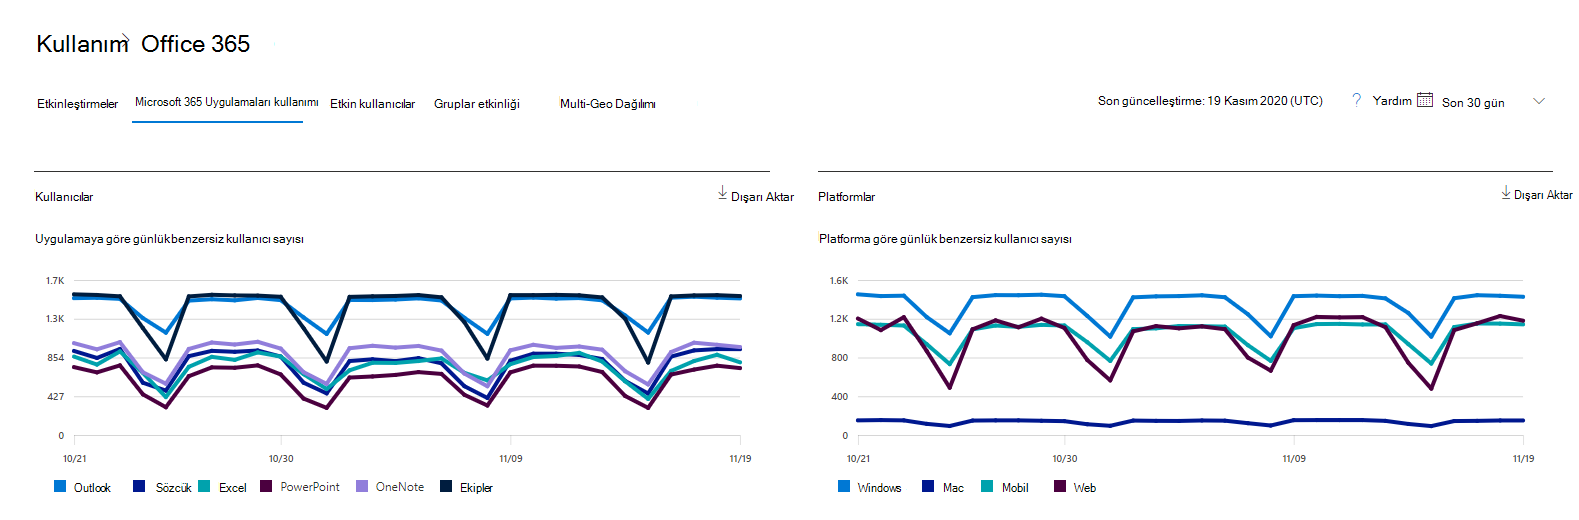 Kullanım > Office 365
Etkinleştirmeler Microsoft 365 Uygulamaları kullanımı Etkin kullanıcılar Gruplar etkinliği Multi-Geo Dağılımı Son güncelleştirme: 19 Kasım 2020 (UTC) ? Yardım Son 30 gün
Kullanıcılar Dışarı Aktar
Uygulamaya göre günlük benzersiz kullanıcı sayısı
1.7K
1.3K
854
427
0
10/21 10/30 11/09 11/19
Outlook Sözcük Excel PowerPoint OneNote Ekipler
Platformlar Dışarı Aktar
Platforma göre günlük benzersiz kullanıcı sayısı
1.6K
1.2K
800
400
0
10/21 10/30 11/09 11/19
Windows Mac Mobil Web